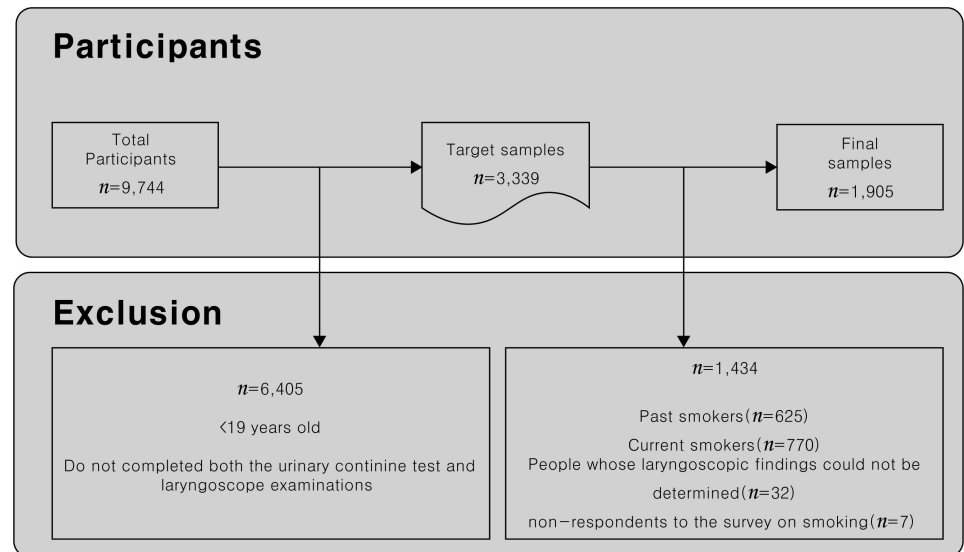 Participants
Total
Participants
n=9,744
Target samples
n=3,339
Final
samples
n=1,905
Exclusion
n=6,405
<19 years old
Do not completed both the urinary continine test and
laryngoscope examinations
n=1,434
Past smokers(n=625)
Current smokers(n=770)
People whose laryngoscopic findings could not be
determined(n=32)
non-respondents to the survey on smoking(n=7)